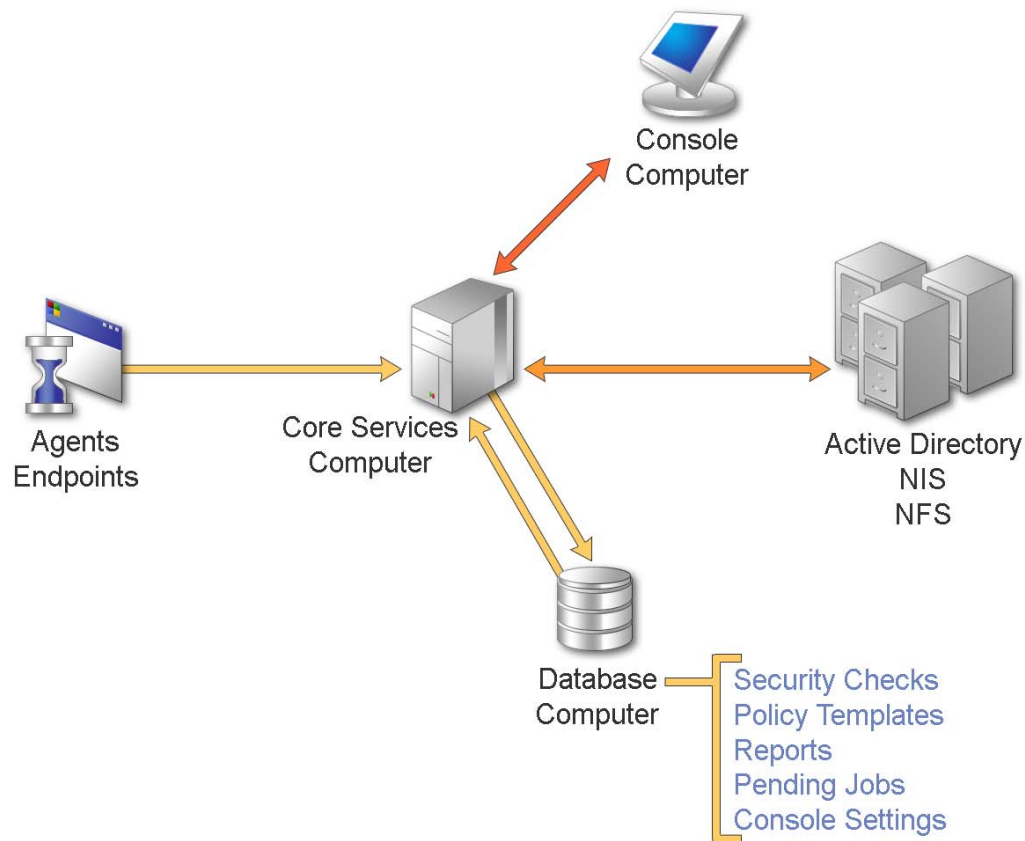 Console
Computer
Agents
Endpoints
Core Services
Computer
Active Directory
NIS
NFS
Database
Computer
Security Checks
Policy Templates
Reports
Pending Jobs
Console Settings